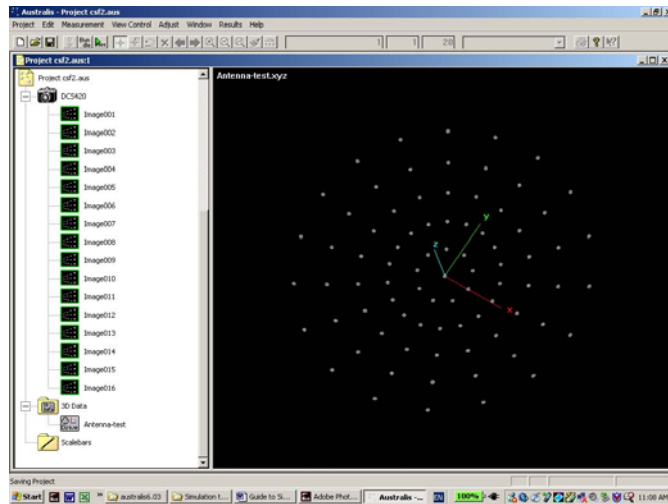 Australis - Project csf2.aus
Project Edit Measurement View Control Adjust Window Results Help
1 1 20
Project csf2.aus:1
Project csf2.aus
DCS420
Image001
Image002
Image003
Image004
Image005
Image006
Image007
Image008
Image009
Image010
Image011
Image012
Image013
Image014
Image015
Image016
3D Data
Antenna-test
Scalebars
Antenna-test.xyz
y
z
x
Saving Project
Start
australis6.03
Simulation t...
Guide to Si...
Adobe Phot...
Australis -...
EN
100%
11:08 AM